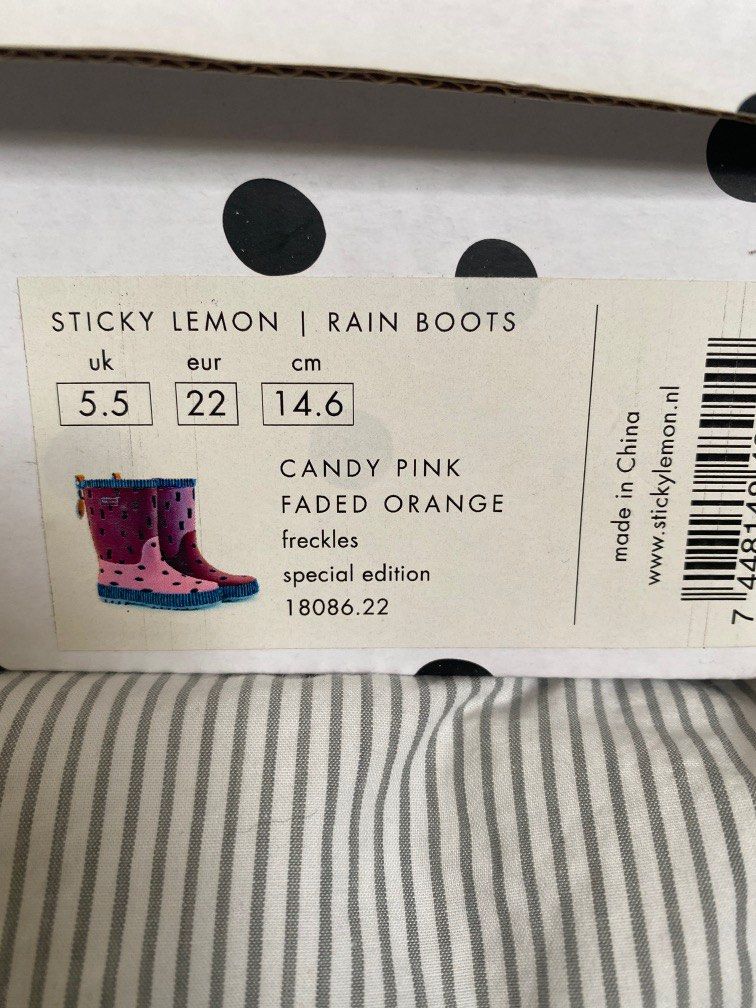 STICKY LEMON | RAIN BOOTS
uk eur cm
5.5 22 14.6
CANDY PINK
FADED ORANGE
freckles
special edition
18086.22
made in China
www.stickylemon.nl